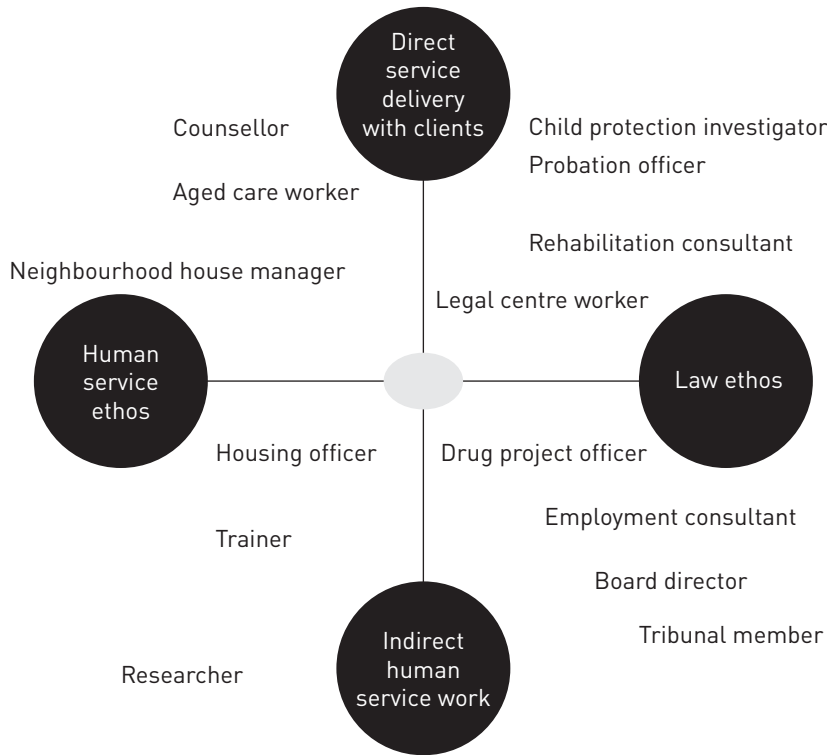 Direct
service
delivery
with clients
Counsellor
Child protection investigator
Probation officer
Aged care worker
Rehabilitation consultant
Neighbourhood house manager
Legal centre worker
Human
service
ethos
Law ethos
Housing officer
Drug project officer
Employment consultant
Trainer
Board director
Tribunal member
Indirect
human
service work
Researcher